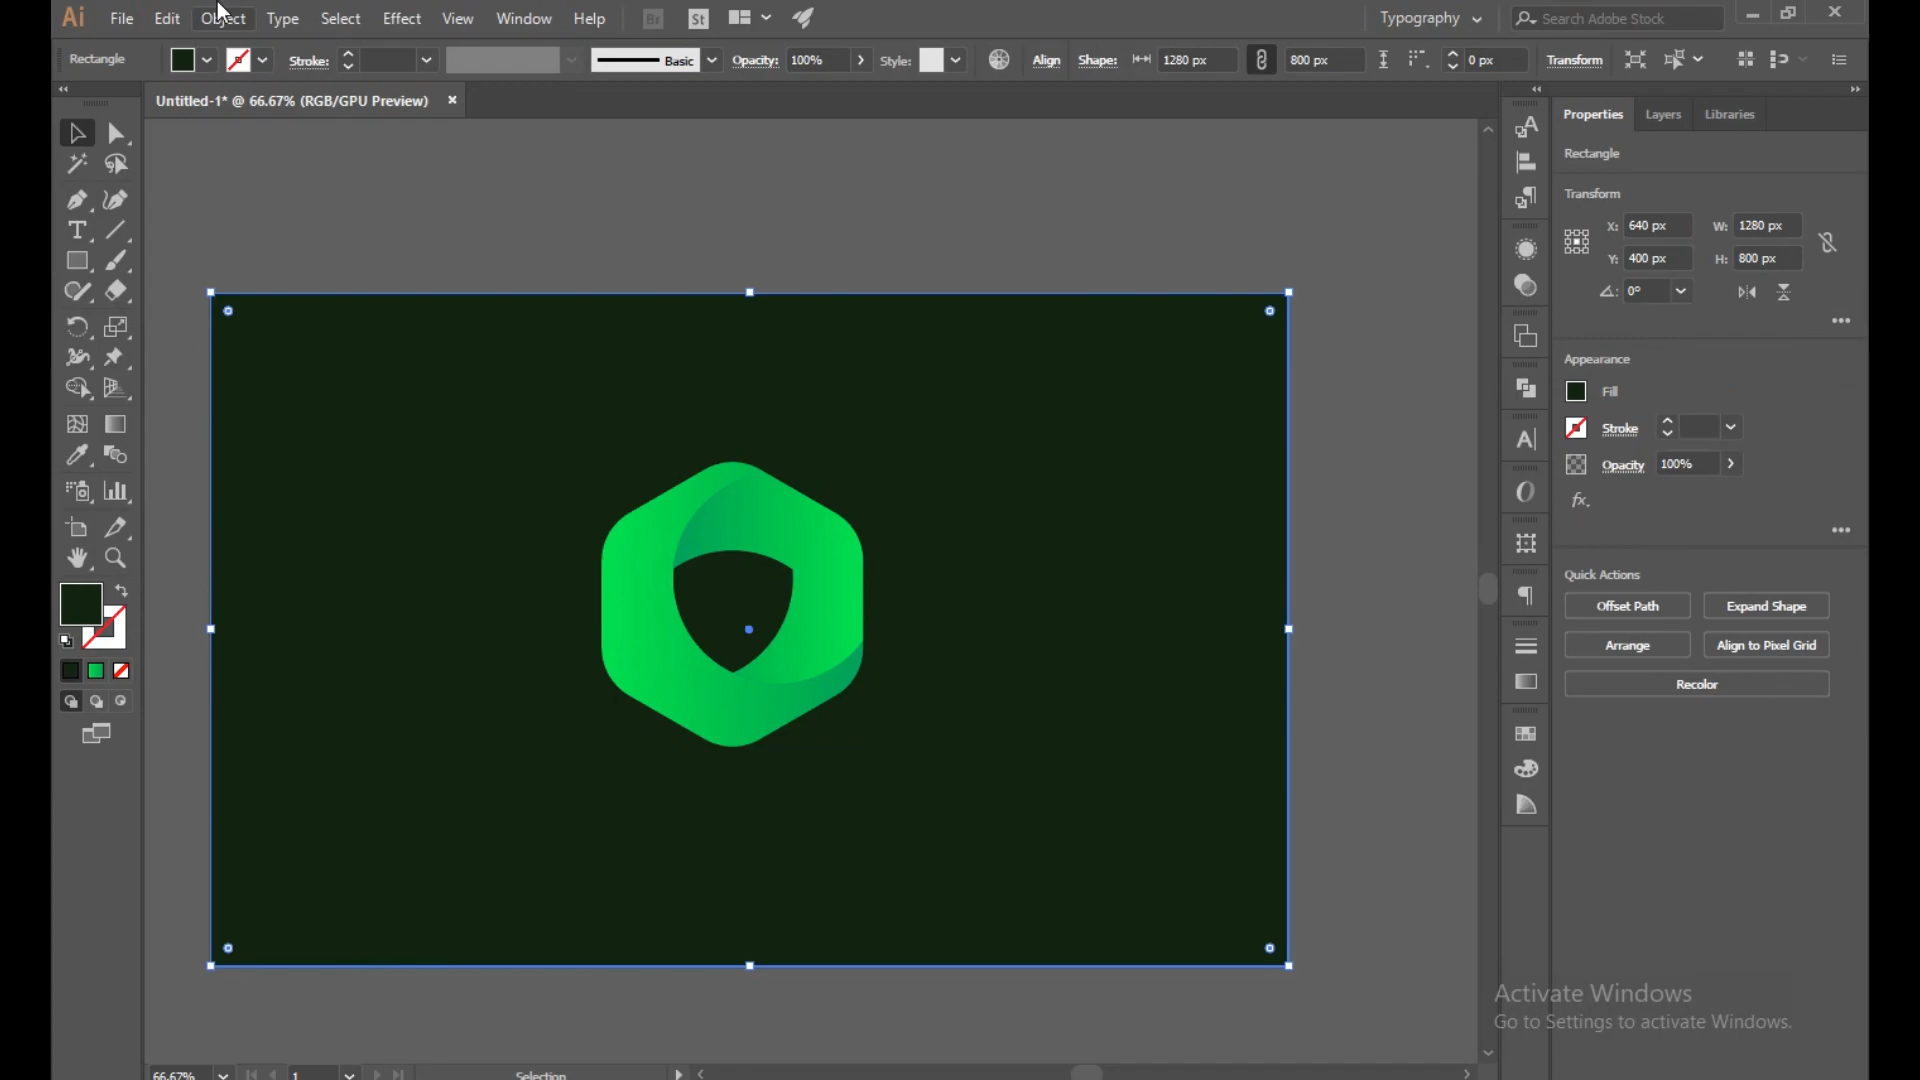 Ai File Edit Object Type Select Effect View Window Help Br St Typography Search Adobe Stock
Rectangle Stroke: Basic Opacity: 100% Style: Align Shape: 1280 px 800 px 0 px Transform
Untitled-1* @ 66.67% (RGB/GPU Preview)
Properties Layers Libraries
Rectangle
Transform
X: 640 px W: 1280 px
Y: 400 px H: 800 px
0°
Appearance
Fill
Stroke
Opacity 100%
fx.
Quick Actions
Offset Path Expand Shape
Arrange Align to Pixel Grid
Recolor
Activate Windows
Go to Settings to activate Windows.
66.67% 1 Selection